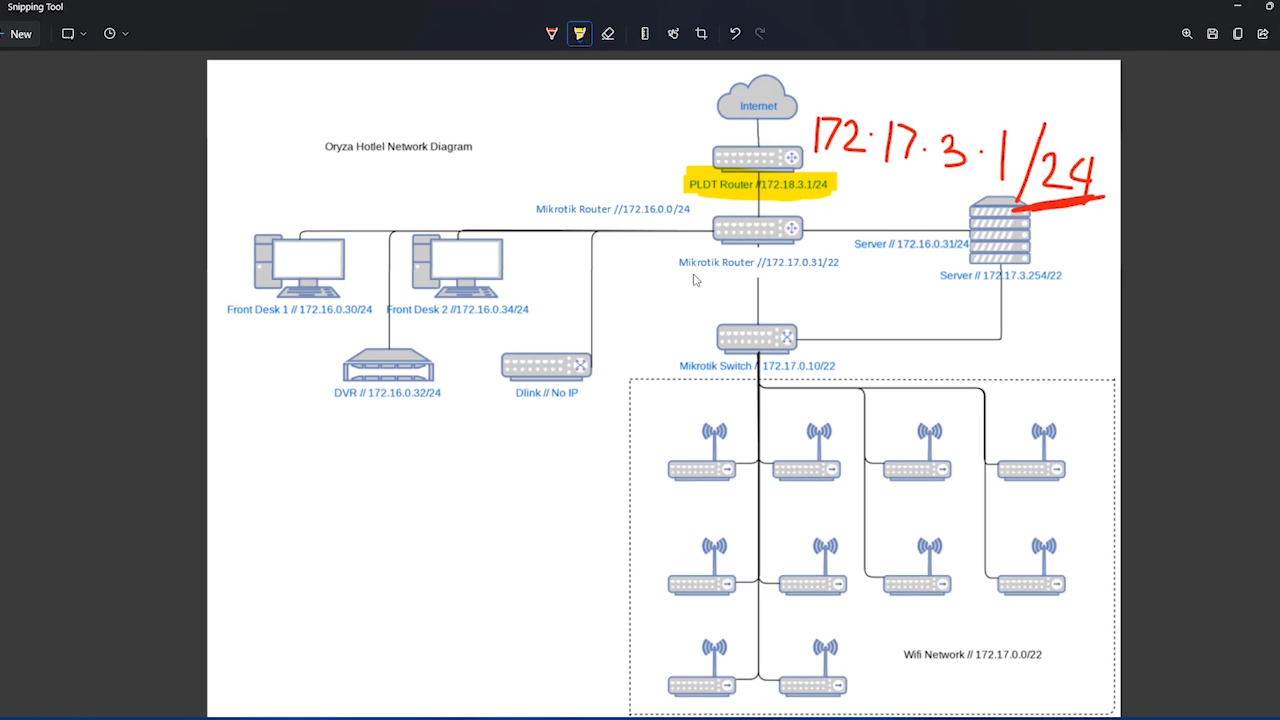 Snipping Tool
New
Internet
172.17.3.1/24
Oryza Hotlel Network Diagram
PLDT Router //172.18.3.1/24
Mikrotik Router //172.16.0.0/24
Server // 172.16.0.31/24
Mikrotik Router //172.17.0.31/22
Server // 172.17.3.254/22
Front Desk 1 // 172.16.0.30/24
Front Desk 2 //172.16.0.34/24
Mikrotik Switch // 172.17.0.10/22
DVR // 172.16.0.32/24
Dlink // No IP
Wifi Network // 172.17.0.0/22